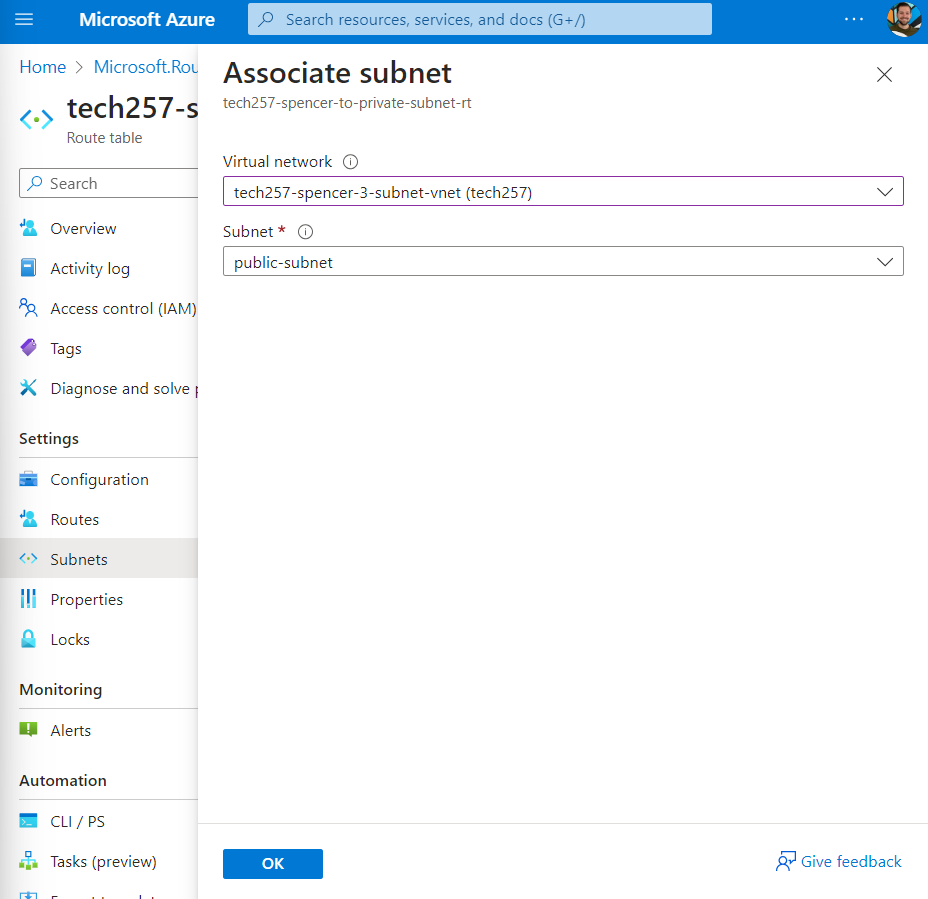 Microsoft Azure
Search resources, services, and docs (G+/)
Home > Microsoft.Rou
tech257-s
Route table
Search
Overview
Activity log
Access control (IAM)
Tags
Diagnose and solve p
Settings
Configuration
Routes
Subnets
Properties
Locks
Monitoring
Alerts
Automation
CLI / PS
Tasks (preview)
Associate subnet
tech257-spencer-to-private-subnet-rt
Virtual network
tech257-spencer-3-subnet-vnet (tech257)
Subnet *
public-subnet
OK
Give feedback